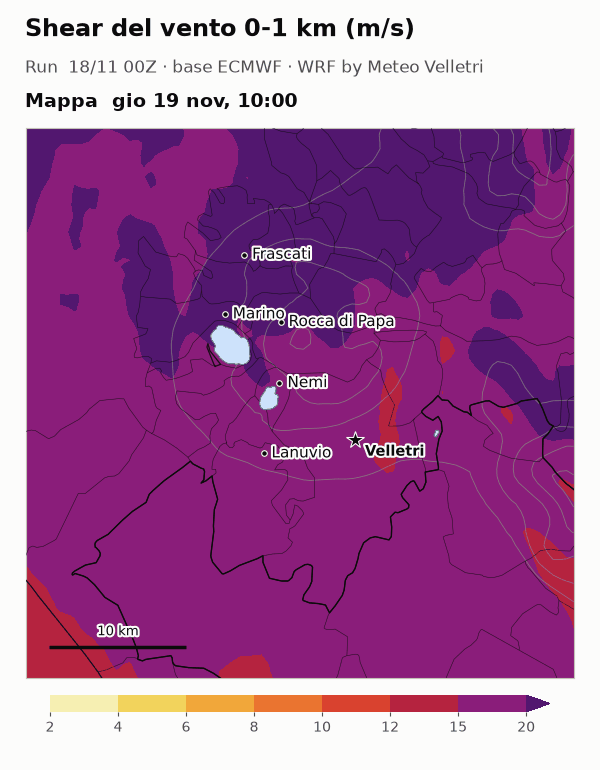 Shear del vento 0-1 km (m/s)
Run  18/11 00Z · base ECMWF · WRF by Meteo Velletri
Mappa  gio 19 nov, 10:00
Frascati
Marino
Rocca di Papa
Nemi
Velletri
Lanuvio
10 km
2 4 6 8 10 12 15 20